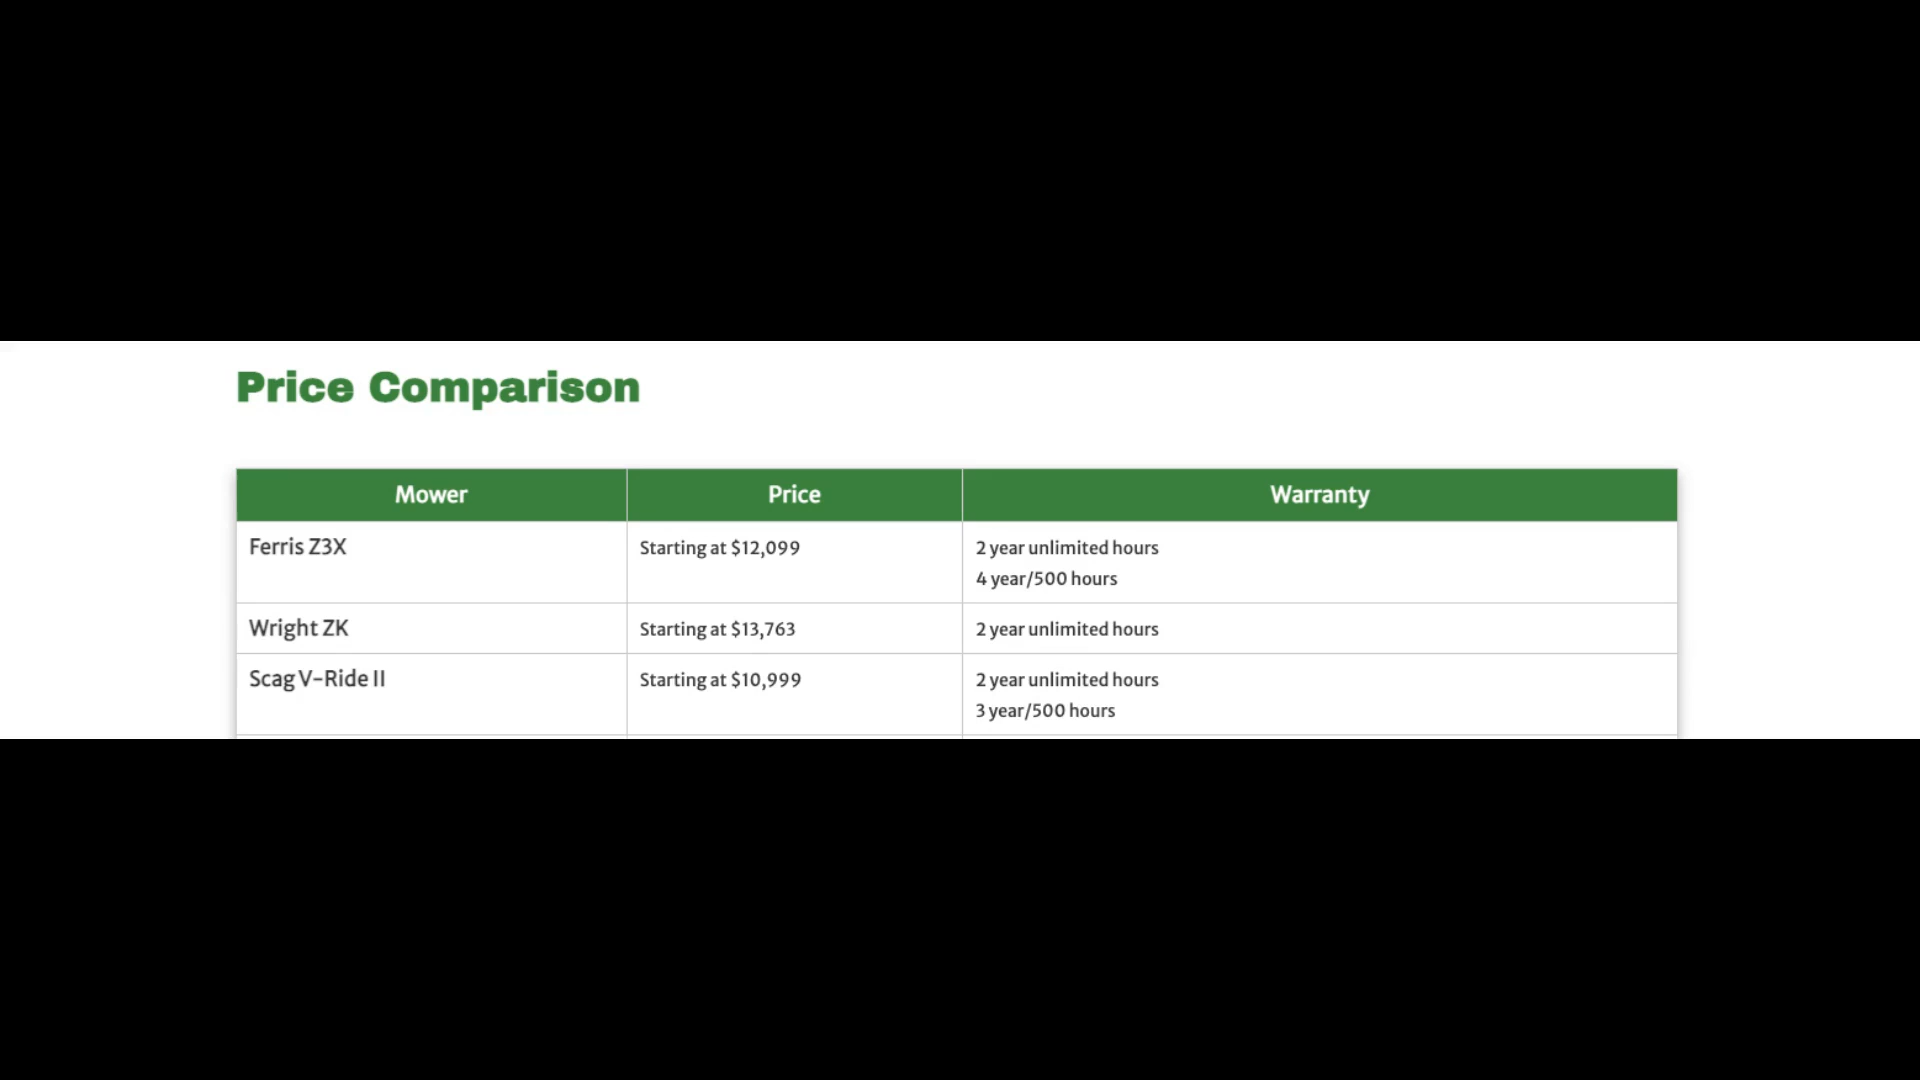 Price Comparison
Mower Price Warranty
Ferris Z3X Starting at $12,099 2 year unlimited hours
4 year/500 hours
Wright ZK Starting at $13,763 2 year unlimited hours
Scag V-Ride II Starting at $10,999 2 year unlimited hours
3 year/500 hours